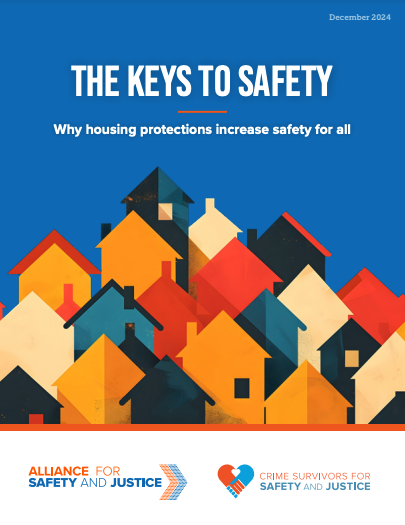 December 2024
THE KEYS TO SAFETY
Why housing protections increase safety for all
ALLIANCE FOR
SAFETY AND JUSTICE
CRIME SURVIVORS FOR
SAFETY AND JUSTICE